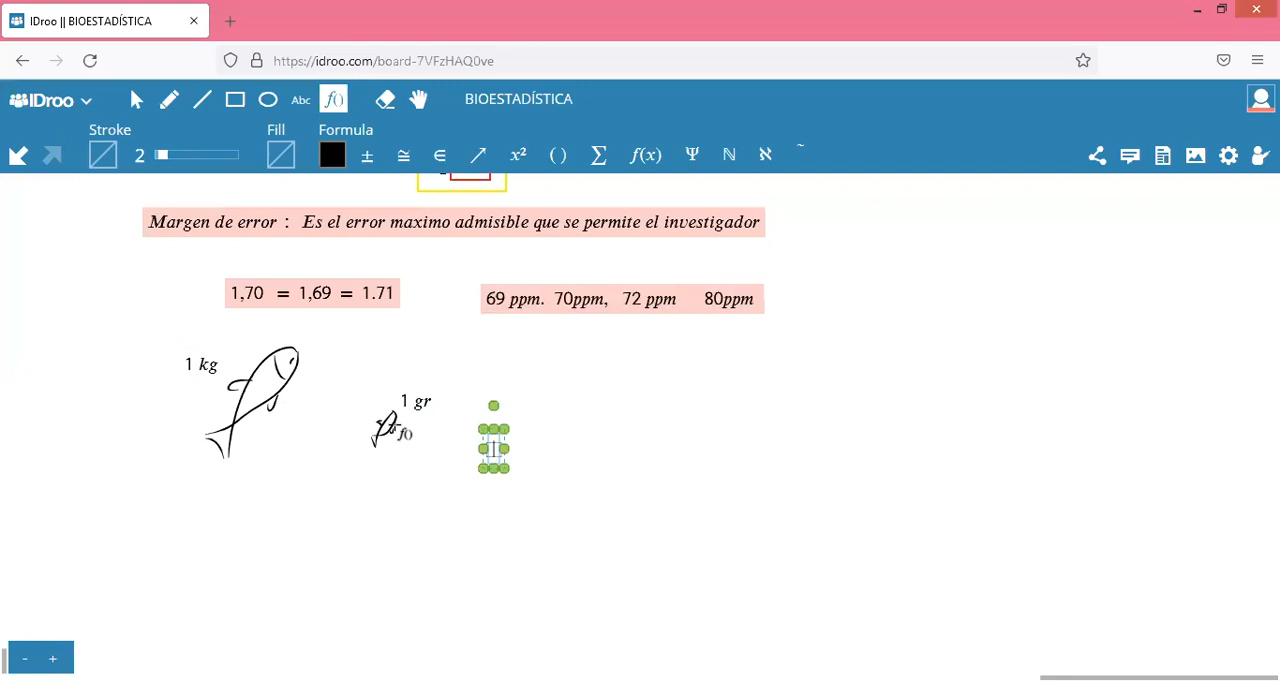 IDroo || BIOESTADÍSTICA
https://idroo.com/board-7VFzHAQ0ve
IDroo Abc f() BIOESTADÍSTICA
Stroke Fill Formula
2 ± ≅ ∈ x² ( ) ∑ f(x) Ψ ℕ ℵ ~
Margen de error : Es el error maximo admisible que se permite el investigador
1,70 = 1,69 = 1.71
69 ppm. 70ppm, 72 ppm 80ppm
1 kg
1 gr
f()
- +